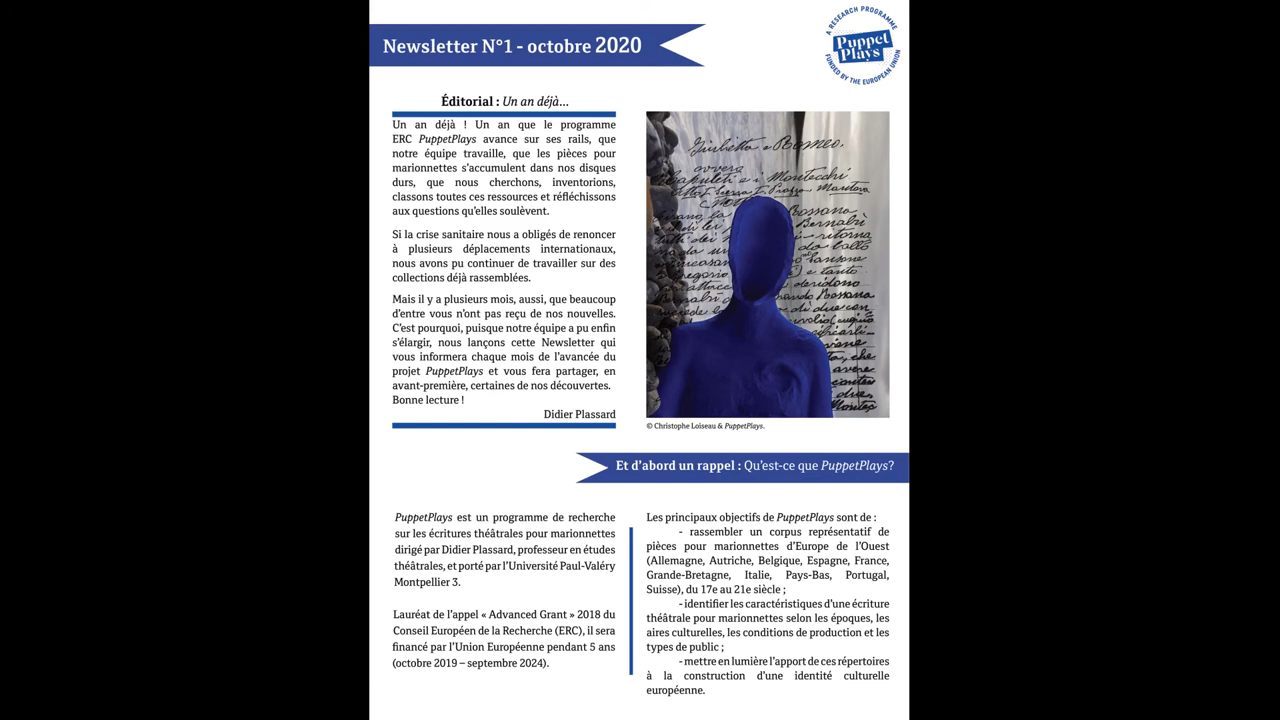 Newsletter N°1 - octobre 2020
A RESEARCH PROGRAMME
Puppet
Plays
FUNDED BY THE EUROPEAN UNION
Éditorial : Un an déjà...
Un an déjà ! Un an que le programme
ERC PuppetPlays avance sur ses rails, que
notre équipe travaille, que les pièces pour
marionnettes s'accumulent dans nos disques
durs, que nous cherchons, inventorions,
classons toutes ces ressources et réfléchissons
aux questions qu'elles soulèvent.
Si la crise sanitaire nous a obligés de renoncer
à plusieurs déplacements internationaux,
nous avons pu continuer de travailler sur des
collections déjà rassemblées.
Mais il y a plusieurs mois, aussi, que beaucoup
d'entre vous n'ont pas reçu de nos nouvelles.
C'est pourquoi, puisque notre équipe a pu enfin
s'élargir, nous lançons cette Newsletter qui
vous informera chaque mois de l'avancée du
projet PuppetPlays et vous fera partager, en
avant-première, certaines de nos découvertes.
Bonne lecture !
Didier Plassard
Giulietta e Romeo.
ovvero
i Montecchi
Rossana
Bernabri
ritorna
e tanto
© Christophe Loiseau & PuppetPlays.
Et d'abord un rappel : Qu'est-ce que PuppetPlays?
PuppetPlays est un programme de recherche
sur les écritures théâtrales pour marionnettes
dirigé par Didier Plassard, professeur en études
théâtrales, et porté par l'Université Paul-Valéry
Montpellier 3.
Lauréat de l'appel « Advanced Grant » 2018 du
Conseil Européen de la Recherche (ERC), il sera
financé par l'Union Européenne pendant 5 ans
(octobre 2019 – septembre 2024).
Les principaux objectifs de PuppetPlays sont de :
- rassembler un corpus représentatif de
pièces pour marionnettes d'Europe de l'Ouest
(Allemagne, Autriche, Belgique, Espagne, France,
Grande-Bretagne, Italie, Pays-Bas, Portugal,
Suisse), du 17e au 21e siècle ;
- identifier les caractéristiques d'une écriture
théâtrale pour marionnettes selon les époques, les
aires culturelles, les conditions de production et les
types de public ;
- mettre en lumière l'apport de ces répertoires
à la construction d'une identité culturelle
européenne.